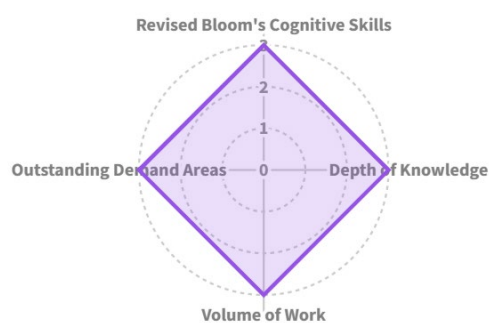 Revised Bloom's Cognitive Skills
3
2
1
Outstanding Demand Areas 0 Depth of Knowledge
Volume of Work